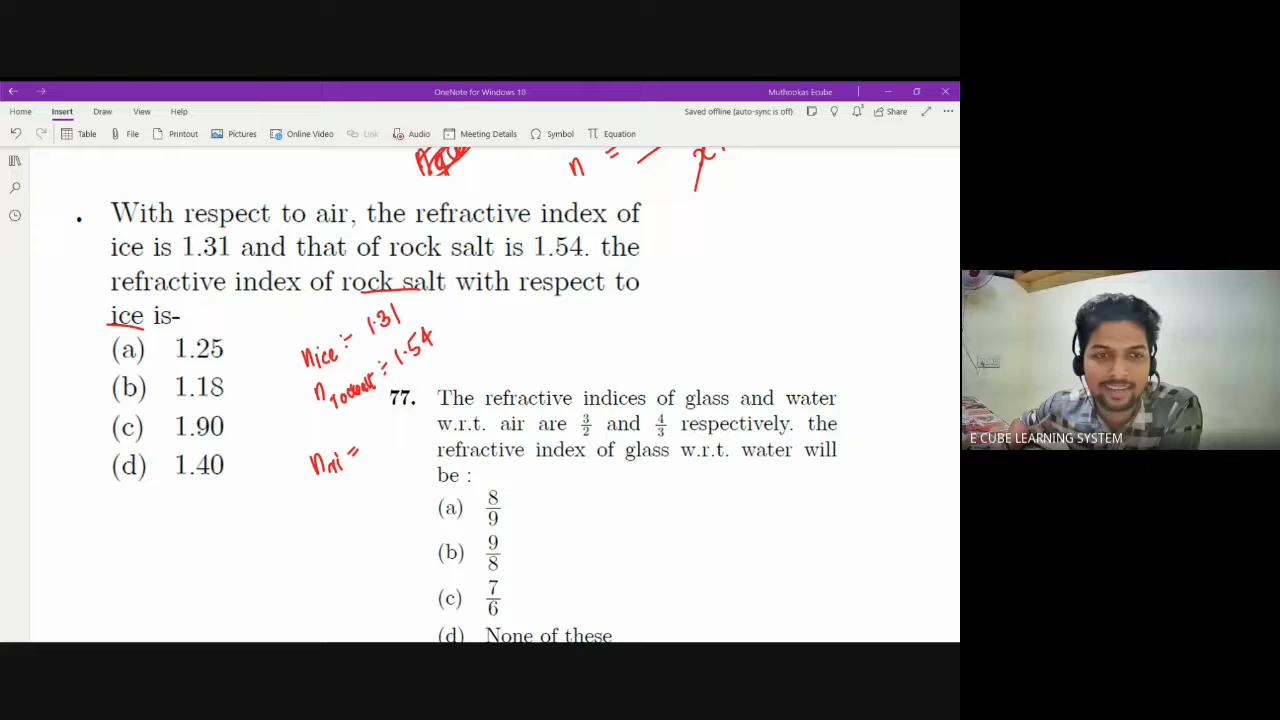 OneNote for Windows 10
Muthookas Ecube
Home Insert Draw View Help
Saved offline (auto-sync is off)
Share
Table File Printout Pictures Online Video Link Audio Meeting Details Symbol Equation
n =
x
. With respect to air, the refractive index of
ice is 1.31 and that of rock salt is 1.54. the
refractive index of rock salt with respect to
ice is-
(a) 1.25
(b) 1.18
(c) 1.90
(d) 1.40
nice :- 1.31
1.54
77. The refractive indices of glass and water
w.r.t. air are 3/2 and 4/3 respectively. the
refractive index of glass w.r.t. water will
be :
(a) 8/9
(b) 9/8
(c) 7/6
(d) None of these
E CUBE LEARNING SYSTEM